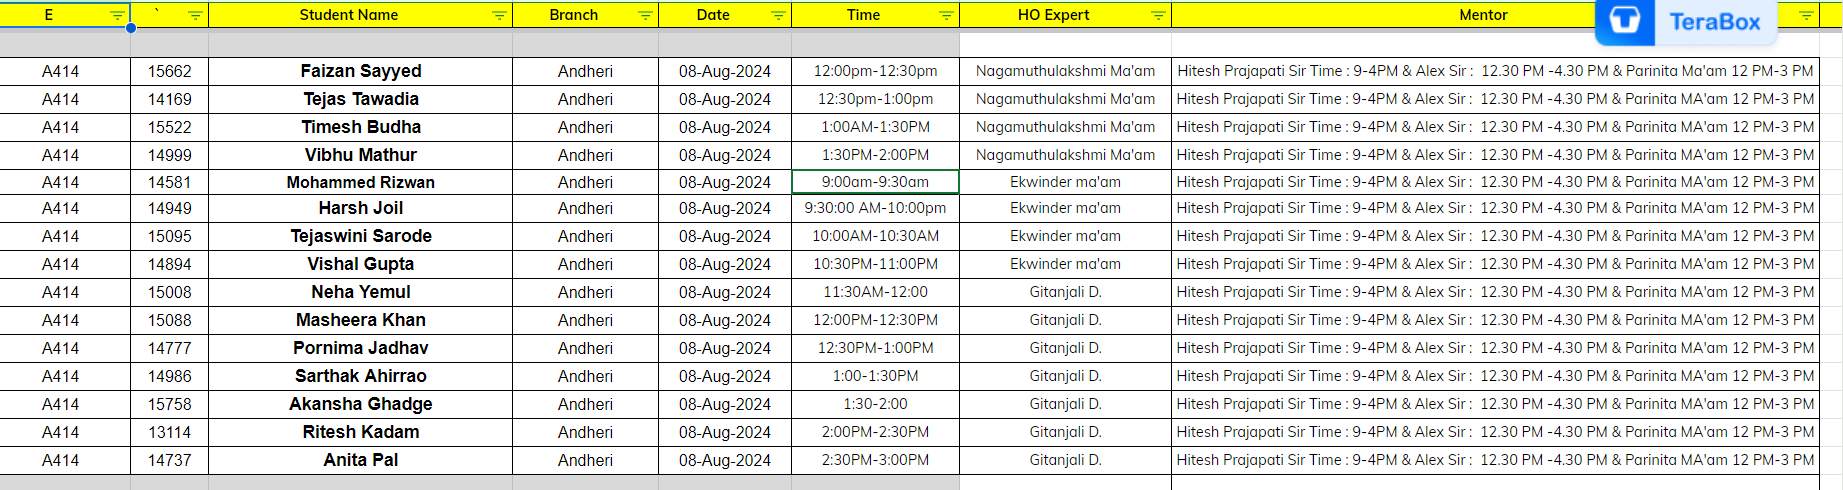 E ` Student Name Branch Date Time HO Expert Mentor
TeraBox
A414 15662 Faizan Sayyed Andheri 08-Aug-2024 12:00pm-12:30pm Nagamuthulakshmi Ma'am Hitesh Prajapati Sir Time : 9-4PM & Alex Sir : 12.30 PM -4.30 PM & Parinita Ma'am 12 PM-3 PM
A414 14169 Tejas Tawadia Andheri 08-Aug-2024 12:30pm-1:00pm Nagamuthulakshmi Ma'am Hitesh Prajapati Sir Time : 9-4PM & Alex Sir : 12.30 PM -4.30 PM & Parinita MA'am 12 PM-3 PM
A414 15522 Timesh Budha Andheri 08-Aug-2024 1:00AM-1:30PM Nagamuthulakshmi Ma'am Hitesh Prajapati Sir Time : 9-4PM & Alex Sir : 12.30 PM -4.30 PM & Parinita MA'am 12 PM-3 PM
A414 14999 Vibhu Mathur Andheri 08-Aug-2024 1:30PM-2:00PM Nagamuthulakshmi Ma'am Hitesh Prajapati Sir Time : 9-4PM & Alex Sir : 12.30 PM -4.30 PM & Parinita MA'am 12 PM-3 PM
A414 14581 Mohammed Rizwan Andheri 08-Aug-2024 9:00am-9:30am Ekwinder ma'am Hitesh Prajapati Sir Time : 9-4PM & Alex Sir : 12.30 PM -4.30 PM & Parinita MA'am 12 PM-3 PM
A414 14949 Harsh Joil Andheri 08-Aug-2024 9:30:00 AM-10:00pm Ekwinder ma'am Hitesh Prajapati Sir Time : 9-4PM & Alex Sir : 12.30 PM -4.30 PM & Parinita MA'am 12 PM-3 PM
A414 15095 Tejaswini Sarode Andheri 08-Aug-2024 10:00AM-10:30AM Ekwinder ma'am Hitesh Prajapati Sir Time : 9-4PM & Alex Sir : 12.30 PM -4.30 PM & Parinita MA'am 12 PM-3 PM
A414 14894 Vishal Gupta Andheri 08-Aug-2024 10:30PM-11:00PM Ekwinder ma'am Hitesh Prajapati Sir Time : 9-4PM & Alex Sir : 12.30 PM -4.30 PM & Parinita MA'am 12 PM-3 PM
A414 15008 Neha Yemul Andheri 08-Aug-2024 11:30AM-12:00 Gitanjali D. Hitesh Prajapati Sir Time : 9-4PM & Alex Sir : 12.30 PM -4.30 PM & Parinita MA'am 12 PM-3 PM
A414 15088 Masheera Khan Andheri 08-Aug-2024 12:00PM-12:30PM Gitanjali D. Hitesh Prajapati Sir Time : 9-4PM & Alex Sir : 12.30 PM -4.30 PM & Parinita MA'am 12 PM-3 PM
A414 14777 Pornima Jadhav Andheri 08-Aug-2024 12:30PM-1:00PM Gitanjali D. Hitesh Prajapati Sir Time : 9-4PM & Alex Sir : 12.30 PM -4.30 PM & Parinita MA'am 12 PM-3 PM
A414 14986 Sarthak Ahirrao Andheri 08-Aug-2024 1:00-1:30PM Gitanjali D. Hitesh Prajapati Sir Time : 9-4PM & Alex Sir : 12.30 PM -4.30 PM & Parinita MA'am 12 PM-3 PM
A414 15758 Akansha Ghadge Andheri 08-Aug-2024 1:30-2:00 Gitanjali D. Hitesh Prajapati Sir Time : 9-4PM & Alex Sir : 12.30 PM -4.30 PM & Parinita MA'am 12 PM-3 PM
A414 13114 Ritesh Kadam Andheri 08-Aug-2024 2:00PM-2:30PM Gitanjali D. Hitesh Prajapati Sir Time : 9-4PM & Alex Sir : 12.30 PM -4.30 PM & Parinita MA'am 12 PM-3 PM
A414 14737 Anita Pal Andheri 08-Aug-2024 2:30PM-3:00PM Gitanjali D. Hitesh Prajapati Sir Time : 9-4PM & Alex Sir : 12.30 PM -4.30 PM & Parinita MA'am 12 PM-3 PM